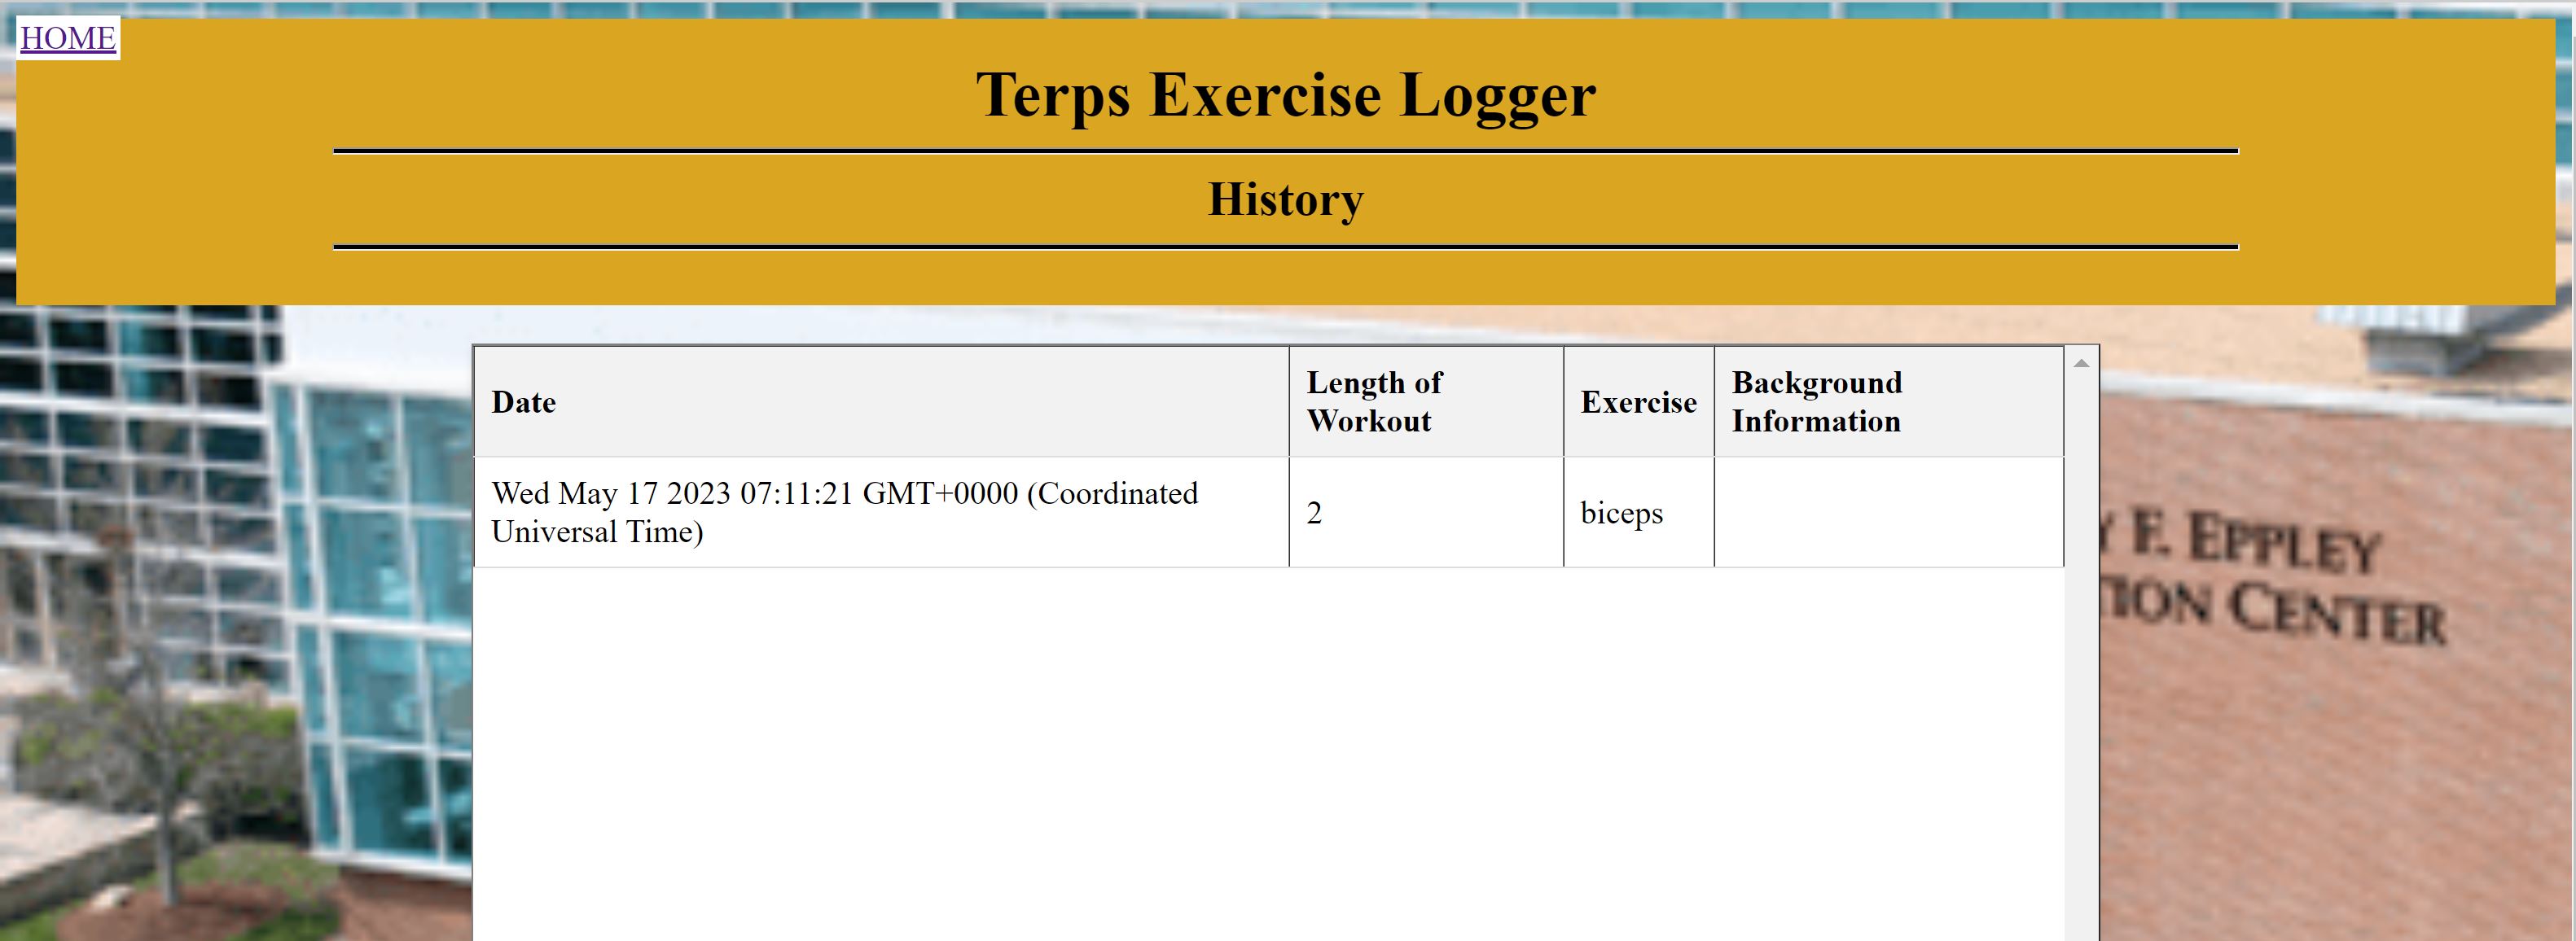 HOME
Terps Exercise Logger
History
Date
Length of
Workout
Exercise
Background
Information
Wed May 17 2023 07:11:21 GMT+0000 (Coordinated
Universal Time)
2
biceps
F. EPPLEY
CENTER